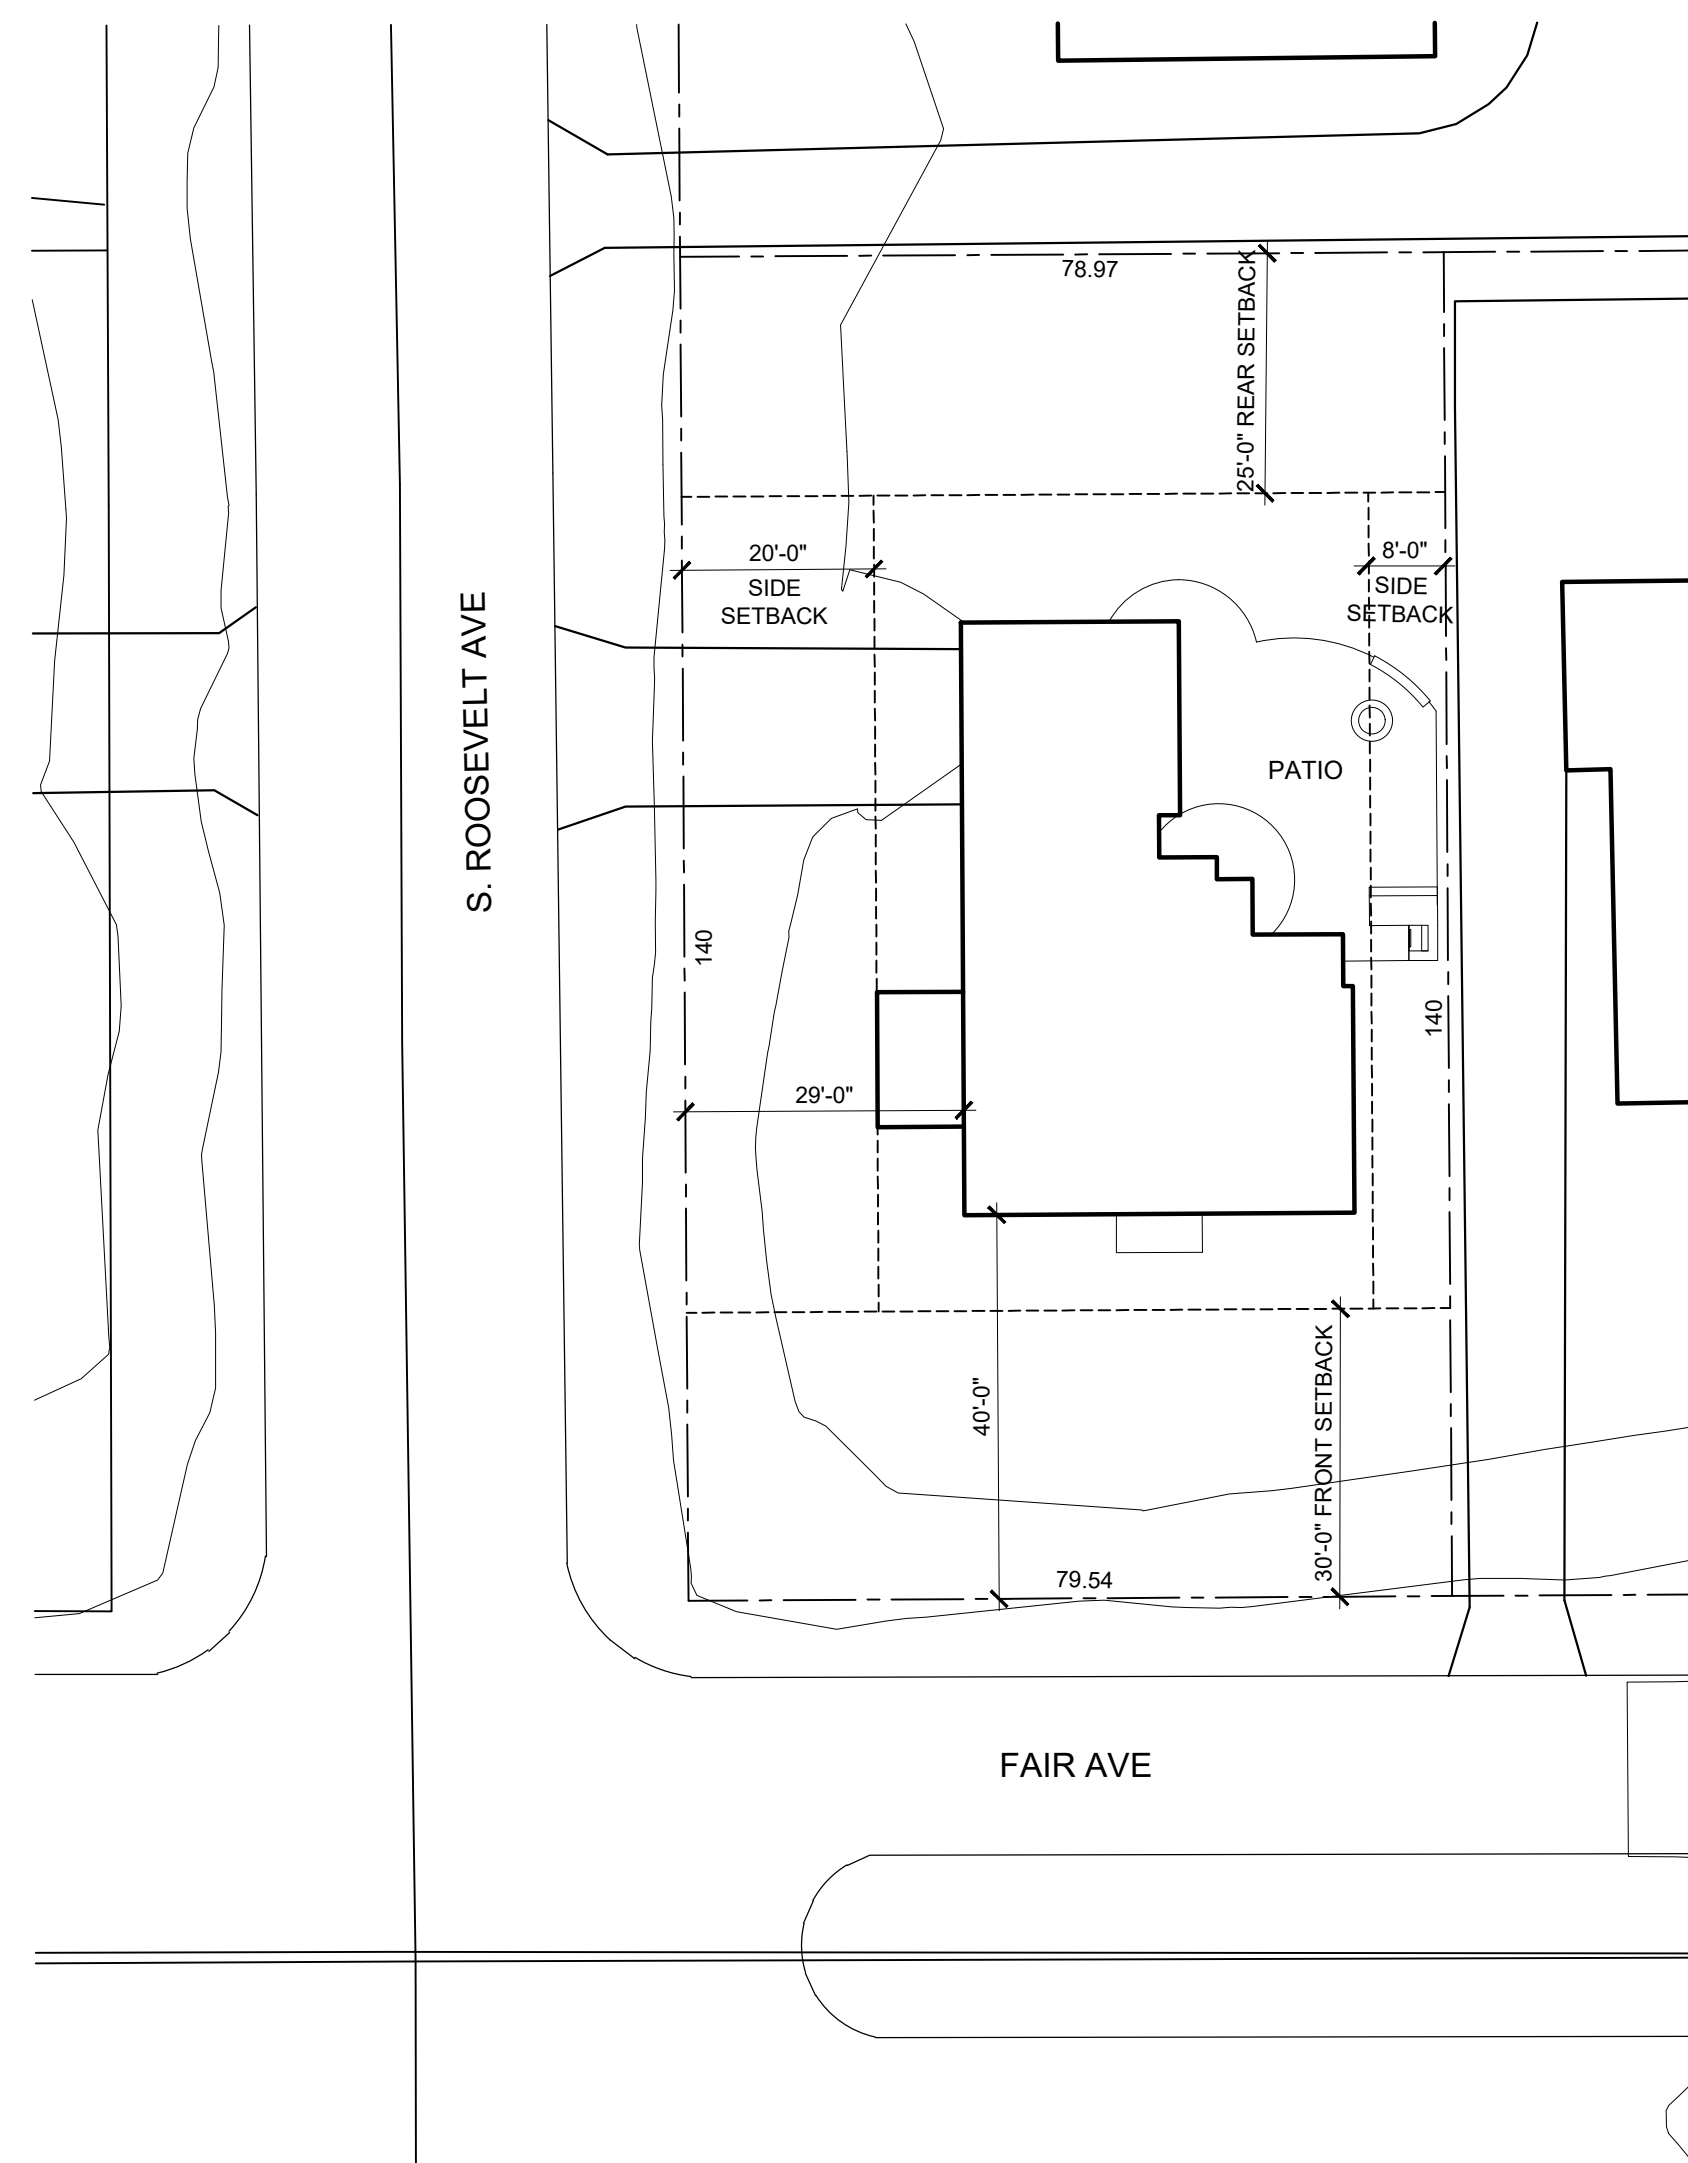 78.97
25'-0" REAR SETBACK
20'-0"
SIDE
SETBACK
8'-0"
SIDE
SETBACK
S. ROOSEVELT AVE
PATIO
140
140
29'-0"
40'-0"
30'-0" FRONT SETBACK
79.54
FAIR AVE